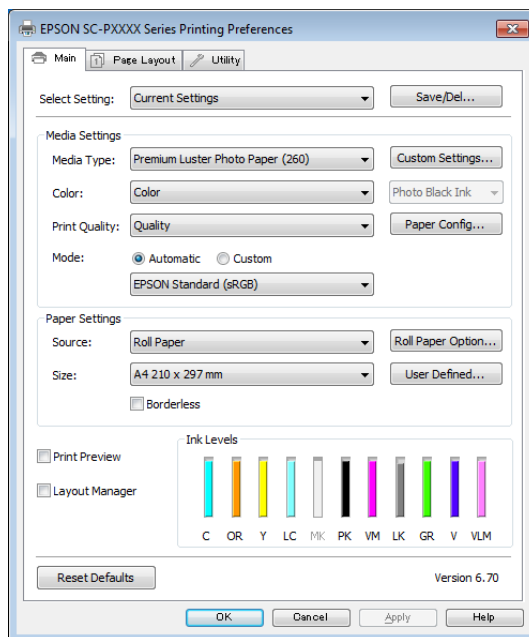 EPSON SC-PXXXX Series Printing Preferences
Main Page Layout Utility
Select Setting: Current Settings Save/Del...
Media Settings
Media Type: Premium Luster Photo Paper (260) Custom Settings...
Color: Color Photo Black Ink
Print Quality: Quality Paper Config...
Mode: Automatic Custom
EPSON Standard (sRGB)
Paper Settings
Source: Roll Paper Roll Paper Option...
Size: A4 210 x 297 mm User Defined...
Borderless
Ink Levels
Print Preview
Layout Manager
C OR Y LC MK PK VM LK GR V VLM
Reset Defaults Version 6.70
OK Cancel Apply Help